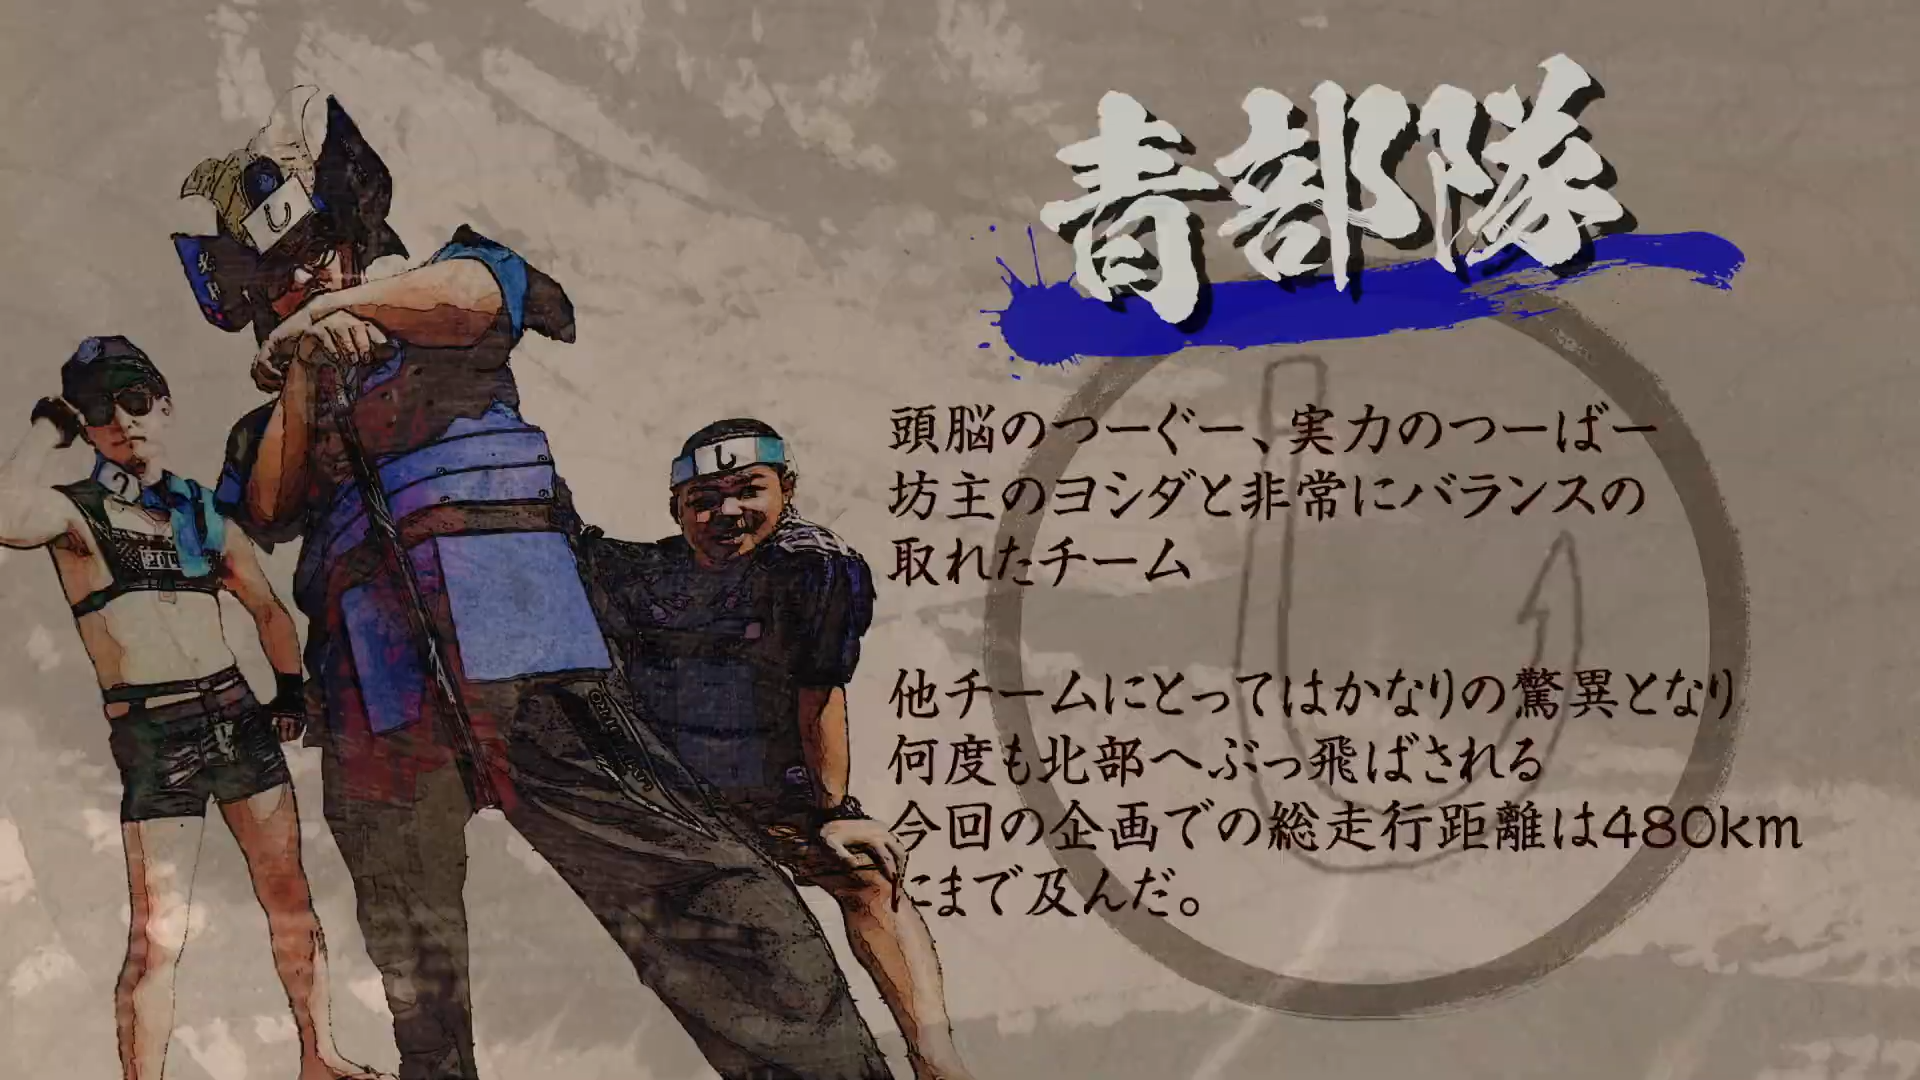 青部隊
頭脳のつーぐー、実力のつーばー
坊主のヨシダと非常にバランスの
取れたチーム
他チームにとってはかなりの驚異となり
何度も北部へぶっ飛ばされる
今回の企画での総走行距離は480km
にまで及んだ。
し
し